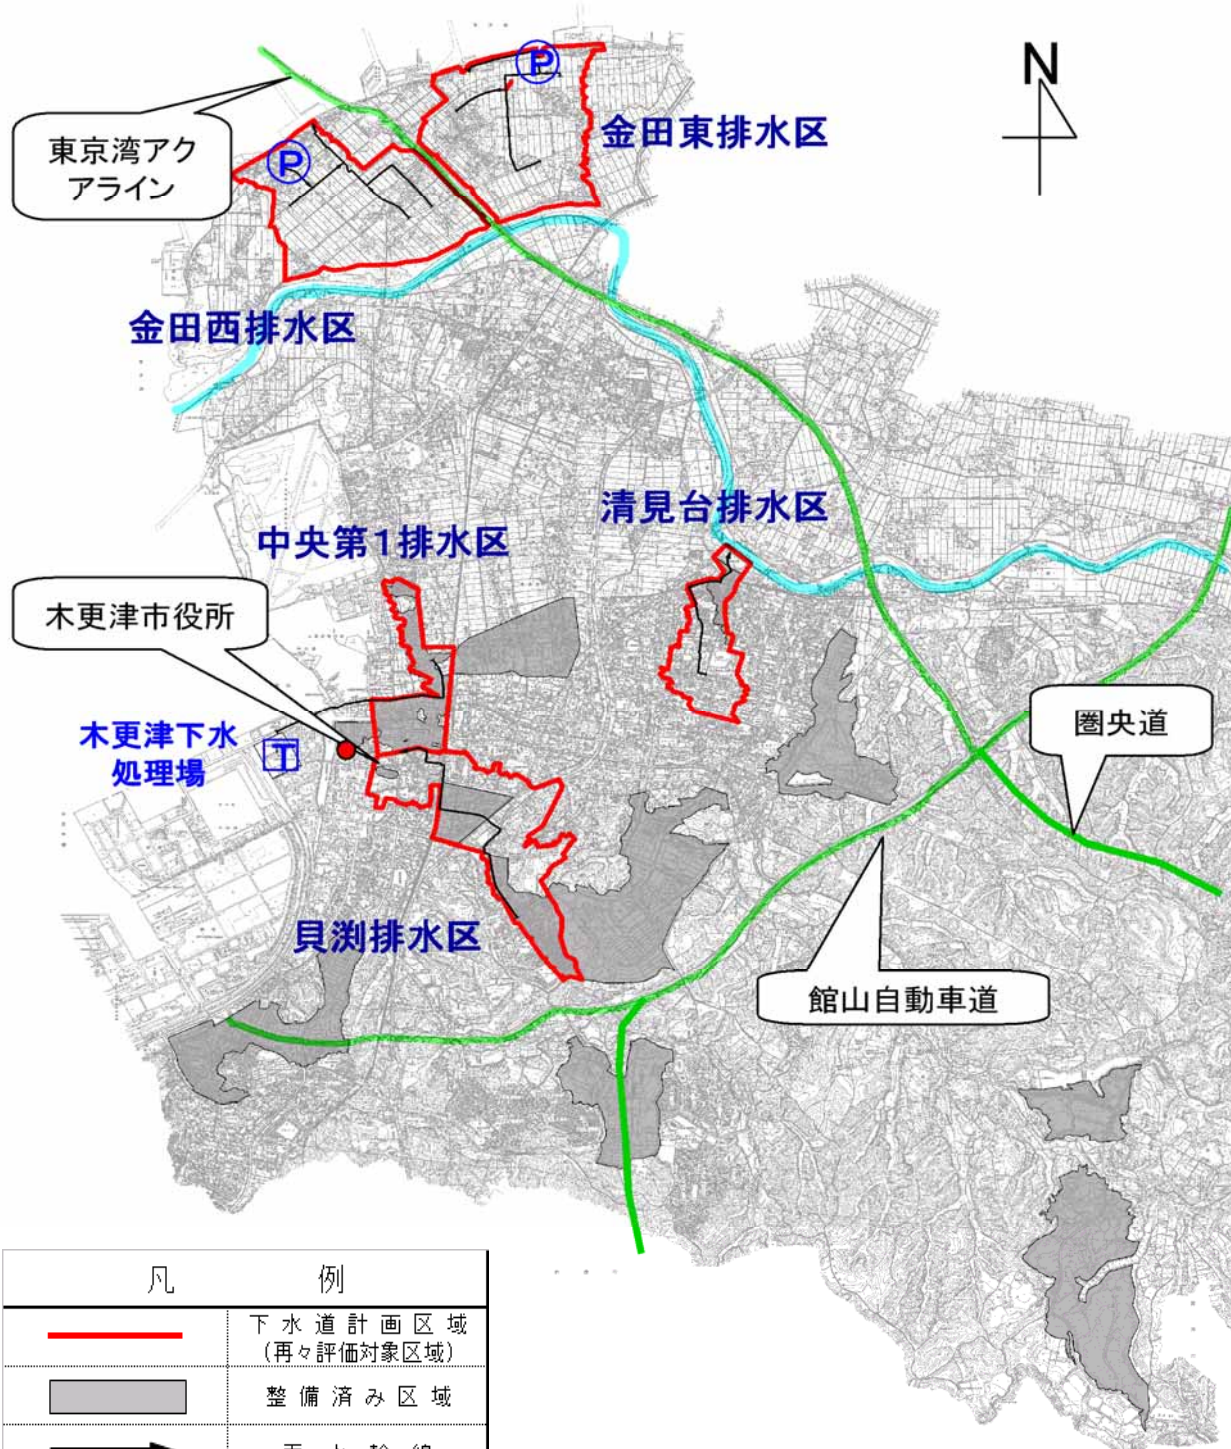 N
P
金田東排水区
東京湾アク
アライン
P
金田西排水区
清見台排水区
中央第1排水区
木更津市役所
圏央道
木更津下水
処理場
T
貝渕排水区
館山自動車道
凡例
下水道計画区域
(再々評価対象区域)
整備済み区域
雨水幹線